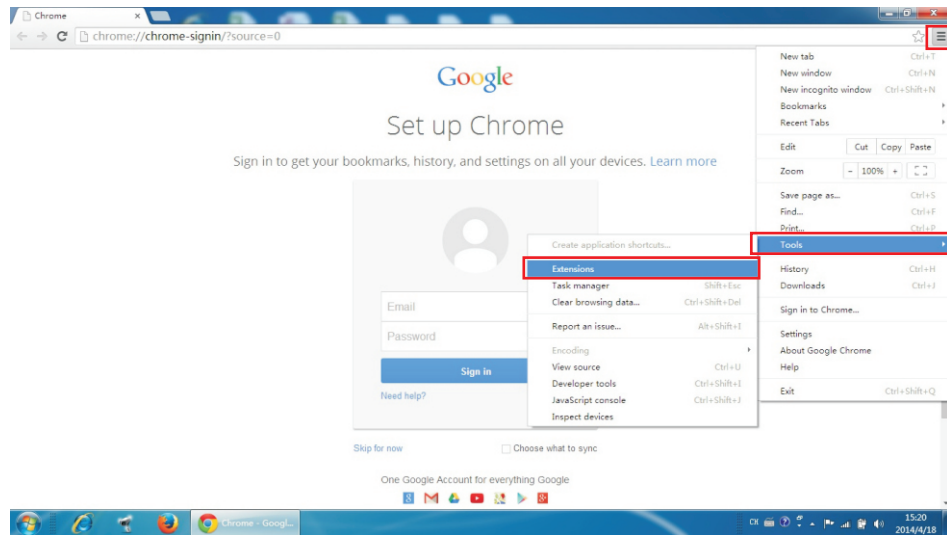 Chrome
chrome://chrome-signin/?source=0
Google
Set up Chrome
Sign in to get your bookmarks, history, and settings on all your devices. Learn more
Email
Password
Sign in
Need help?
Skip for now
Choose what to sync
One Google Account for everything Google
New tab Ctrl+T
New window Ctrl+N
New incognito window Ctrl+Shift+N
Bookmarks
Recent Tabs
Edit Cut Copy Paste
Zoom - 100% +
Save page as... Ctrl+S
Find... Ctrl+F
Print... Ctrl+P
Tools
History Ctrl+H
Downloads Ctrl+J
Sign in to Chrome...
Settings
About Google Chrome
Help
Exit Ctrl+Shift+Q
Create application shortcuts...
Extensions
Task manager Shift+Esc
Clear browsing data... Ctrl+Shift+Del
Report an issue... Alt+Shift+I
Encoding
View source Ctrl+U
Developer tools Ctrl+Shift+I
JavaScript console Ctrl+Shift+J
Inspect devices
Chrome - Googl...
15:20
2014/4/18